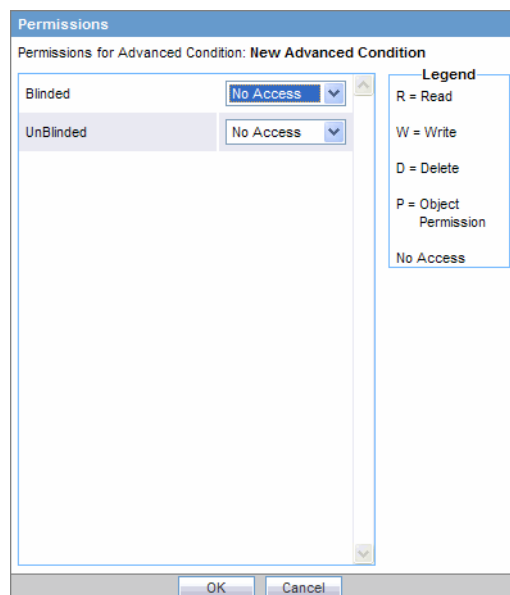 Permissions
Permissions for Advanced Condition: New Advanced Condition
Blinded No Access
UnBlinded No Access
Legend
R = Read
W = Write
D = Delete
P = Object
Permission
No Access
OK Cancel